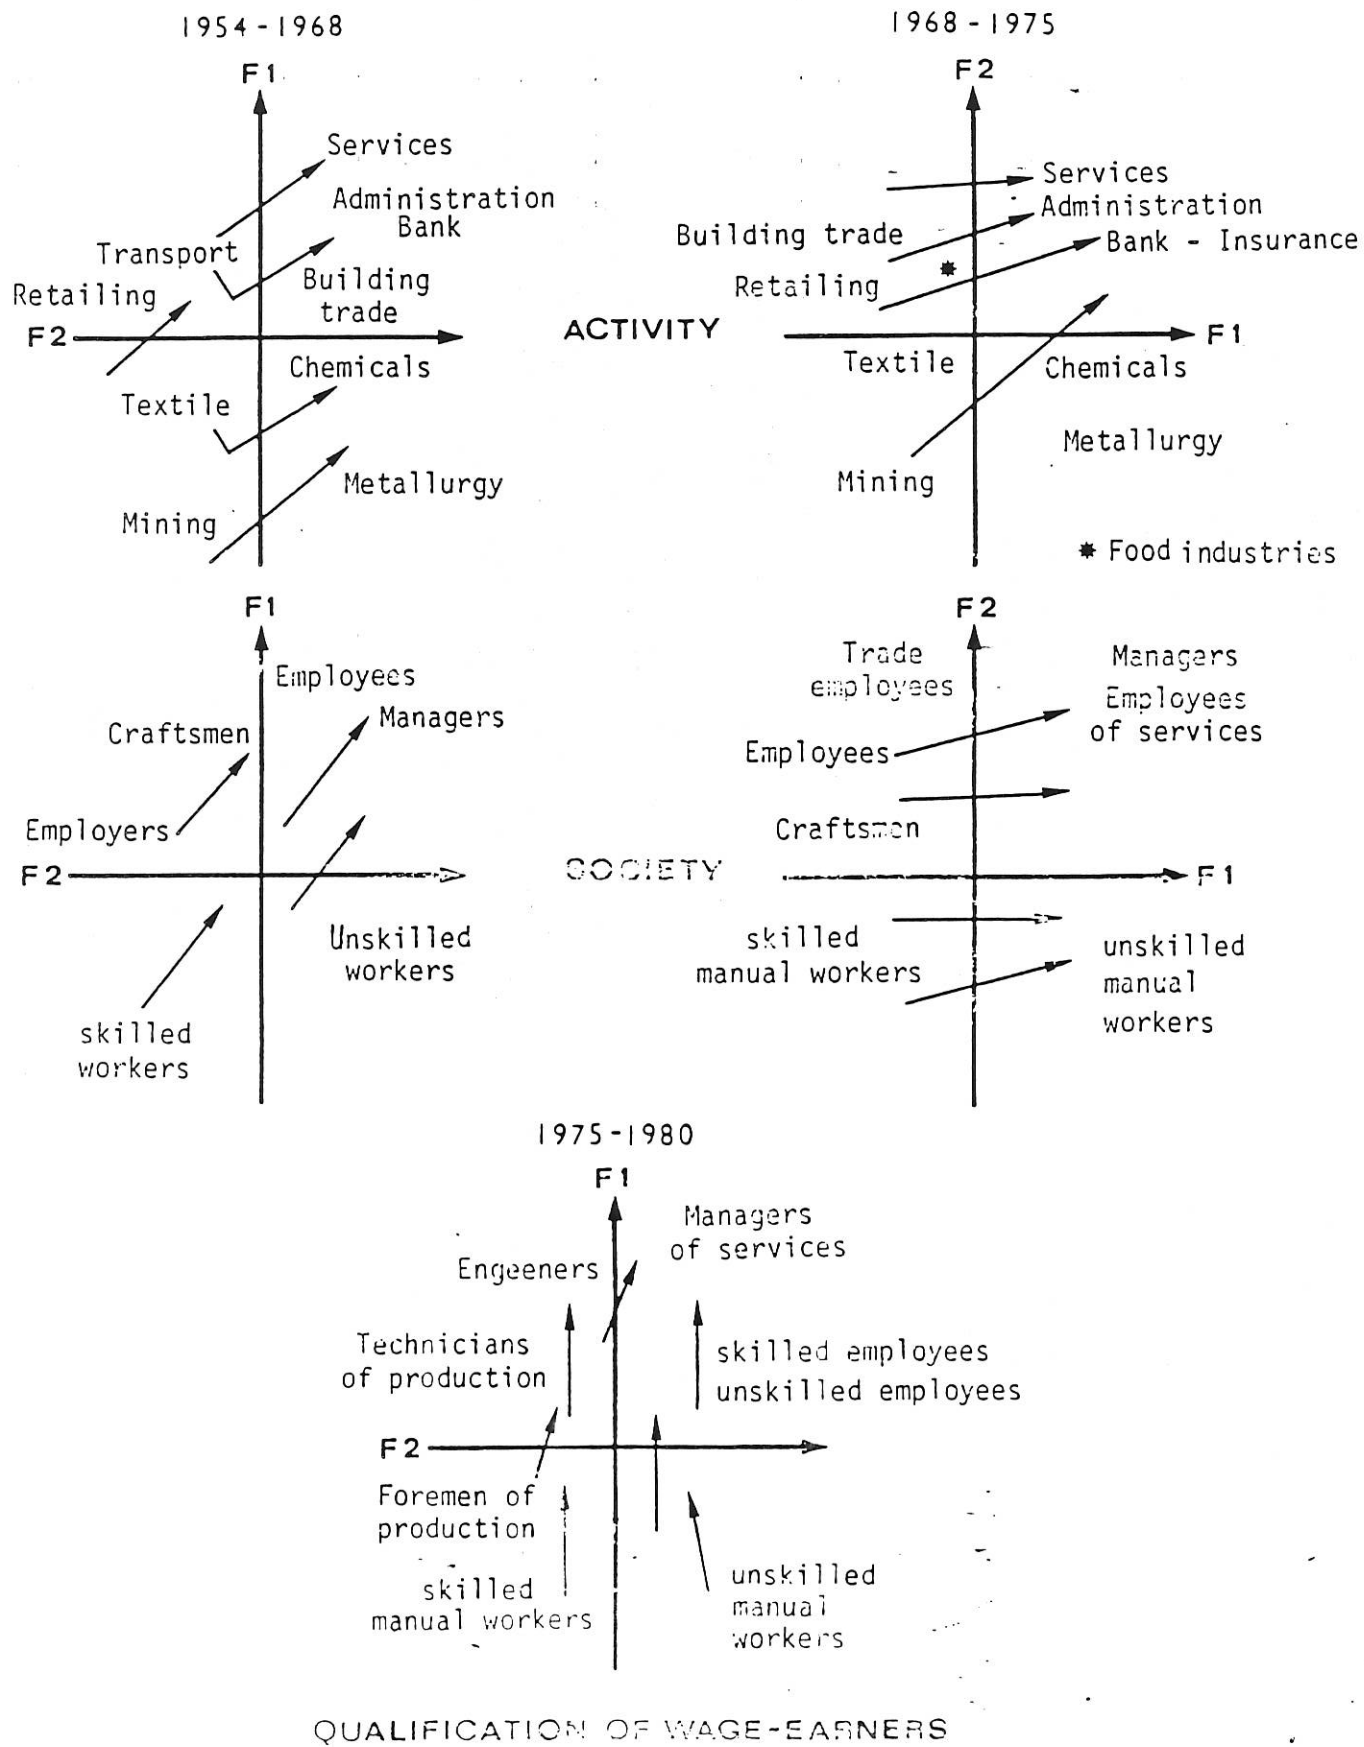 1954-1968
1968-1975
F1
F2
Services
Administration
Bank
Transport
Building
trade
Retailing
F2
Chemicals
Textile
Metallurgy
Mining
ACTIVITY
Services
Administration
Building trade
Bank - Insurance
Retailing
F1
Textile
Chemicals
Metallurgy
Mining
* Food industries
F1
Employees
Managers
Craftsmen
Employers
F2
Unskilled
workers
skilled
workers
SOCIETY
F2
Trade
employees
Managers
Employees
of services
Employees
Craftsmen
F1
skilled
manual workers
unskilled
manual
workers
1975-1980
F1
Managers
of services
Engeeners
Technicians
of production
skilled employees
unskilled employees
F2
Foremen of
production
skilled
manual workers
unskilled
manual
workers
QUALIFICATION OF WAGE-EARNERS